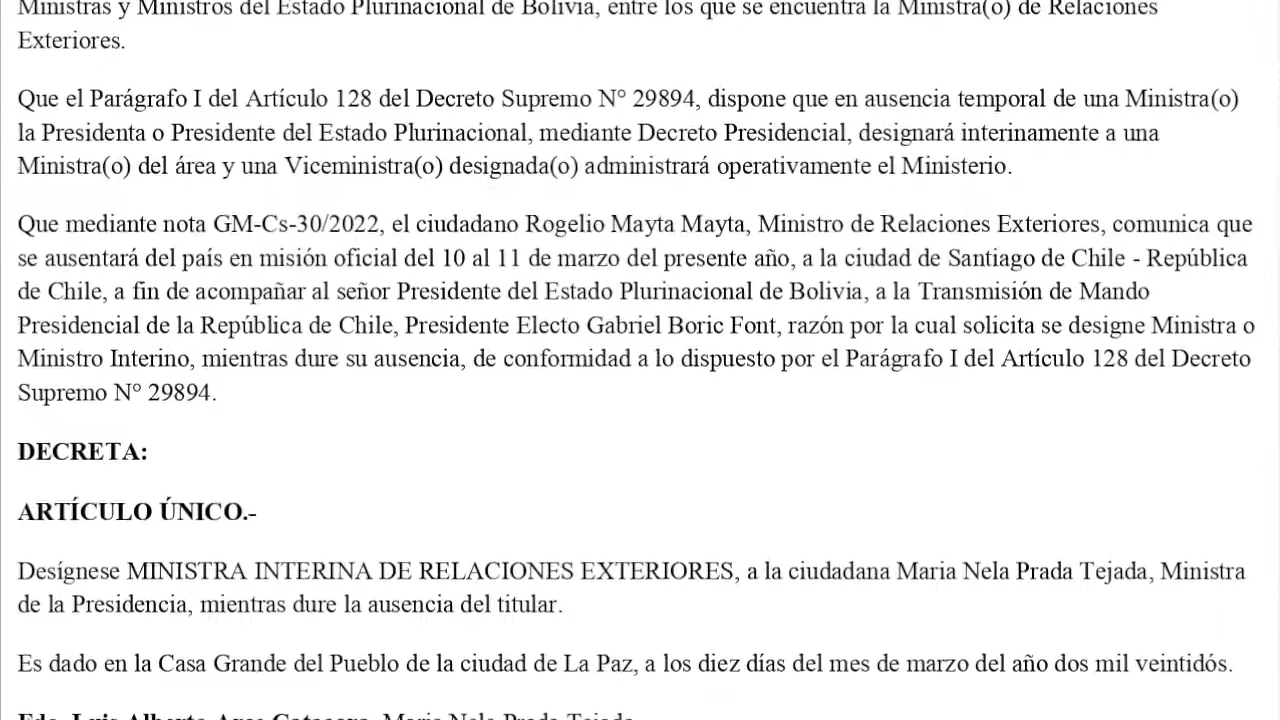 Ministras y Ministros del Estado Plurinacional de Bolivia, entre los que se encuentra la Ministra(o) de Relaciones
Exteriores.
Que el Parágrafo I del Artículo 128 del Decreto Supremo N° 29894, dispone que en ausencia temporal de una Ministra(o)
la Presidenta o Presidente del Estado Plurinacional, mediante Decreto Presidencial, designará interinamente a una
Ministra(o) del área y una Viceministra(o) designada(o) administrará operativamente el Ministerio.
Que mediante nota GM-Cs-30/2022, el ciudadano Rogelio Mayta Mayta, Ministro de Relaciones Exteriores, comunica que
se ausentará del país en misión oficial del 10 al 11 de marzo del presente año, a la ciudad de Santiago de Chile - República
de Chile, a fin de acompañar al señor Presidente del Estado Plurinacional de Bolivia, a la Transmisión de Mando
Presidencial de la República de Chile, Presidente Electo Gabriel Boric Font, razón por la cual solicita se designe Ministra o
Ministro Interino, mientras dure su ausencia, de conformidad a lo dispuesto por el Parágrafo I del Artículo 128 del Decreto
Supremo N° 29894.
DECRETA:
ARTÍCULO ÚNICO.-
Desígnese MINISTRA INTERINA DE RELACIONES EXTERIORES, a la ciudadana Maria Nela Prada Tejada, Ministra
de la Presidencia, mientras dure la ausencia del titular.
Es dado en la Casa Grande del Pueblo de la ciudad de La Paz, a los diez días del mes de marzo del año dos mil veintidós.
Fdo. Luis Alberto Arce Catacora, Maria Nela Prada Tejada.